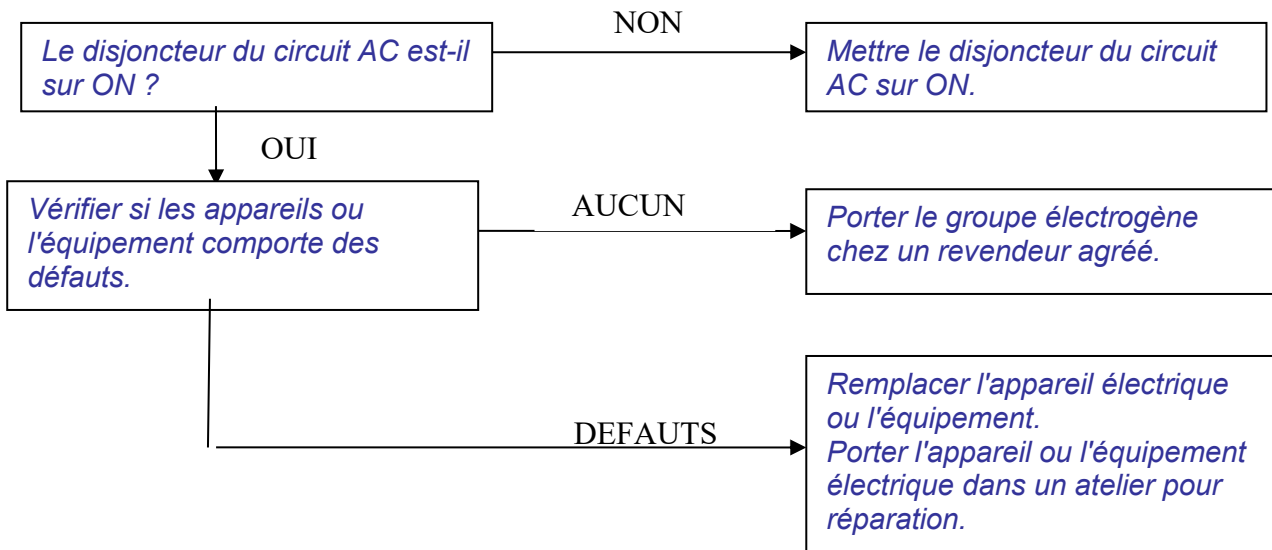 NON
Le disjoncteur du circuit AC est-il
sur ON ?
Mettre le disjoncteur du circuit
AC sur ON.
OUI
Vérifier si les appareils ou
l'équipement comporte des
défauts.
AUCUN
Porter le groupe électrogène
chez un revendeur agréé.
DEFAUTS
Remplacer l'appareil électrique
ou l'équipement.
Porter l'appareil ou l'équipement
électrique dans un atelier pour
réparation.